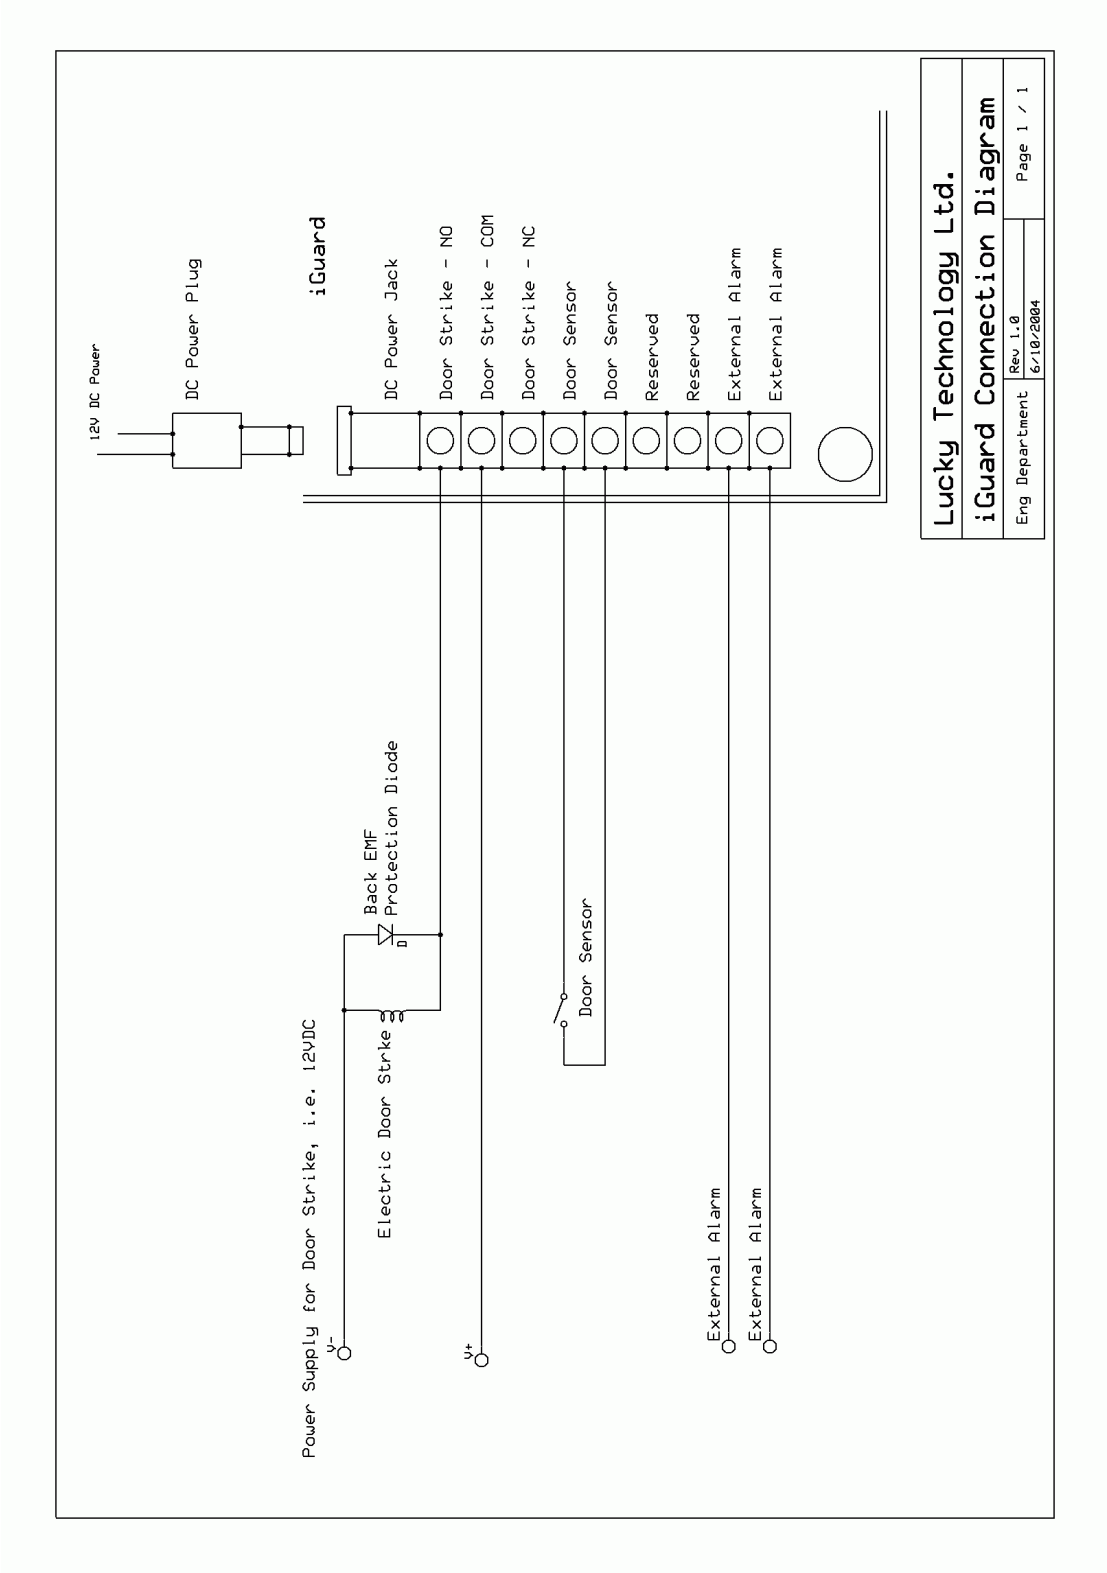 12V DC Power
DC Power Plug
iGuard
DC Power Jack
Door Strike - NO
Door Strike - COM
Door Strike - NC
Door Sensor
Door Sensor
Reserved
Reserved
External Alarm
External Alarm
Power Supply for Door Strike, i.e. 12VDC
V-
Back EMF
Protection Diode
D
Electric Door Strke
V+
Door Sensor
External Alarm
External Alarm
Lucky Technology Ltd.
iGuard Connection Diagram
Eng Department
Rev 1.0
6/10/2004
Page 1 / 1